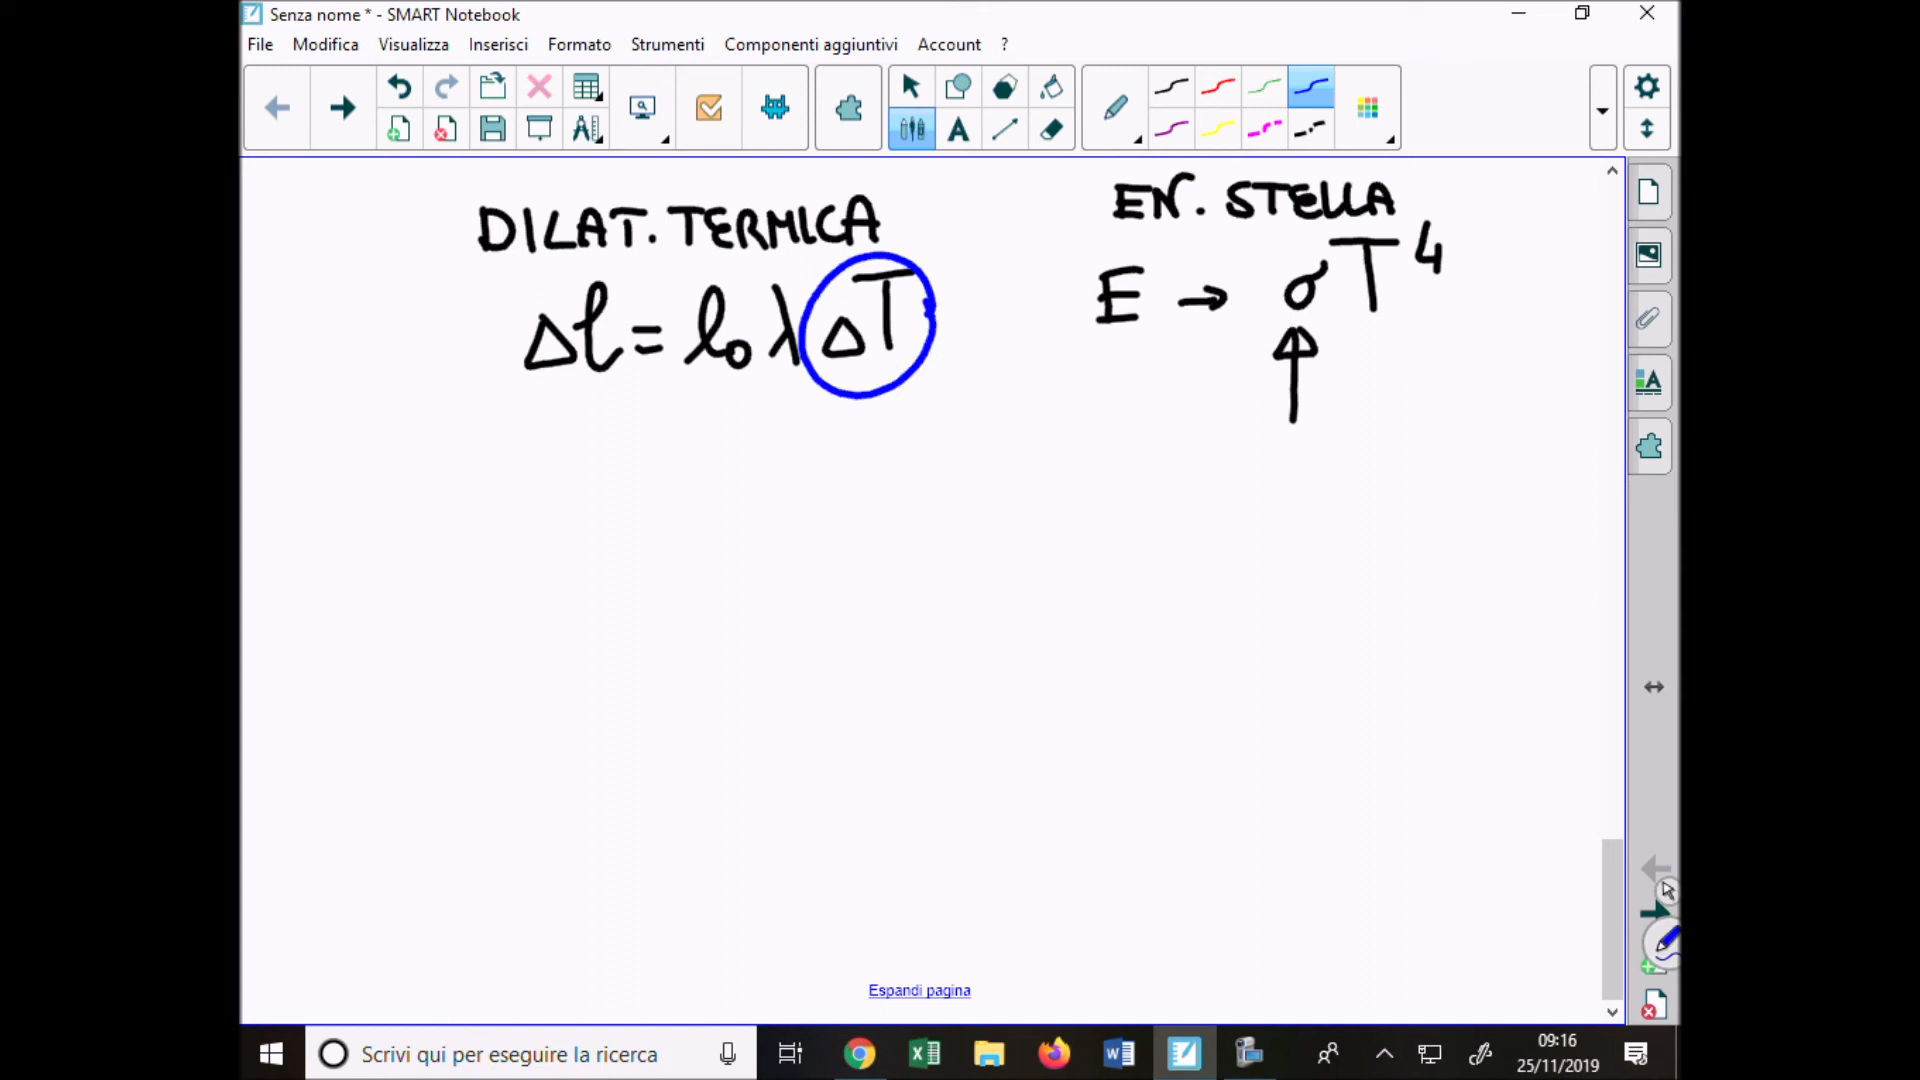 Senza nome * - SMART Notebook
File Modifica Visualizza Inserisci Formato Strumenti Componenti aggiuntivi Account ?
DILAT. TERMICA
Δl = l₀ λ ΔT
EN. STELLA
E → σT⁴
Espandi pagina
Scrivi qui per eseguire la ricerca
09:16
25/11/2019